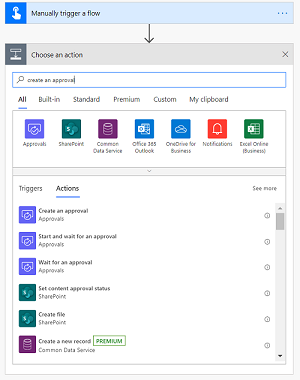 Manually trigger a flow
Choose an action
create an approval
All Built-in Standard Premium Custom My clipboard
Approvals
SharePoint
Common
Data Service
Office 365
Outlook
OneDrive for
Business
Notifications
Excel Online
(Business)
Triggers Actions See more
Create an approval
Approvals
Start and wait for an approval
Approvals
Wait for an approval
Approvals
Set content approval status
SharePoint
Create file
SharePoint
Create a new record PREMIUM
Common Data Service